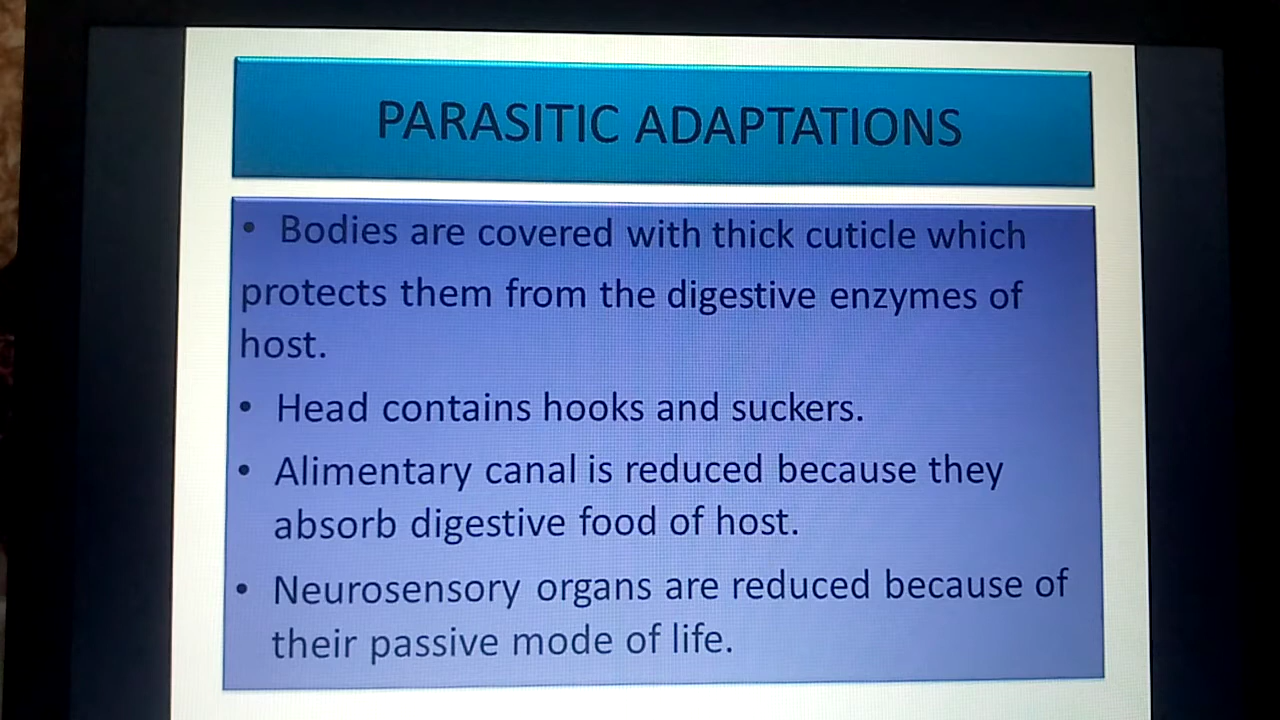 PARASITIC ADAPTATIONS
• Bodies are covered with thick cuticle which
protects them from the digestive enzymes of
host.
• Head contains hooks and suckers.
• Alimentary canal is reduced because they
absorb digestive food of host.
• Neurosensory organs are reduced because of
their passive mode of life.